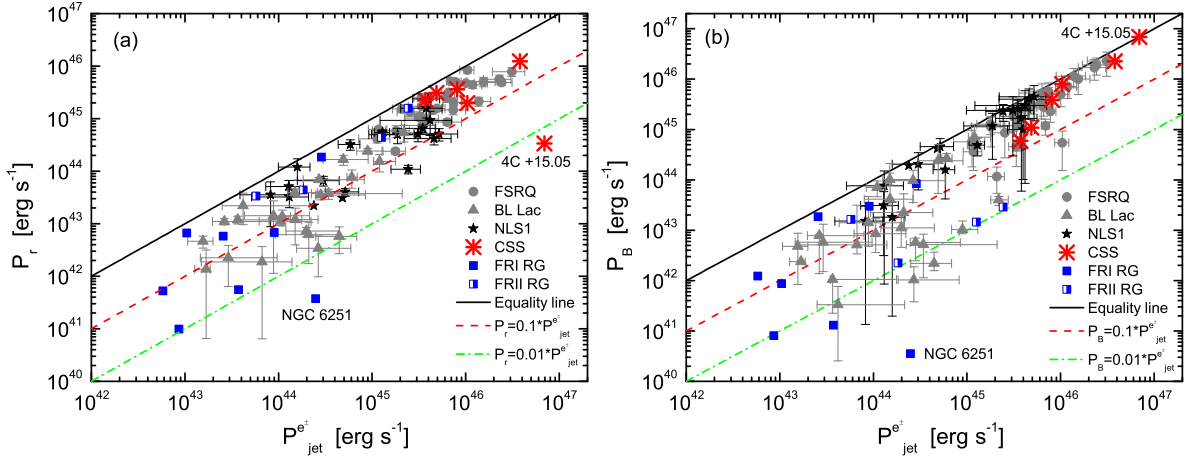 (a)
10^47
10^46
10^45
10^44
10^43
10^42
10^41
10^40
P_r [erg s^-1]
4C +15.05
NGC 6251
FSRQ
BL Lac
NLS1
CSS
FRI RG
FRII RG
Equality line
P_r=0.1*P^e±_jet
P_r=0.01*P^e±_jet
10^42 10^43 10^44 10^45 10^46 10^47
P^e±_jet [erg s^-1]
(b)
4C +15.05
10^47
10^46
10^45
10^44
10^43
10^42
10^41
10^40
P_B [erg s^-1]
NGC 6251
FSRQ
BL Lac
NLS1
CSS
FRI RG
FRII RG
Equality line
P_B=0.1*P^e±_jet
P_B=0.01*P^e±_jet
10^42 10^43 10^44 10^45 10^46 10^47
P^e±_jet [erg s^-1]